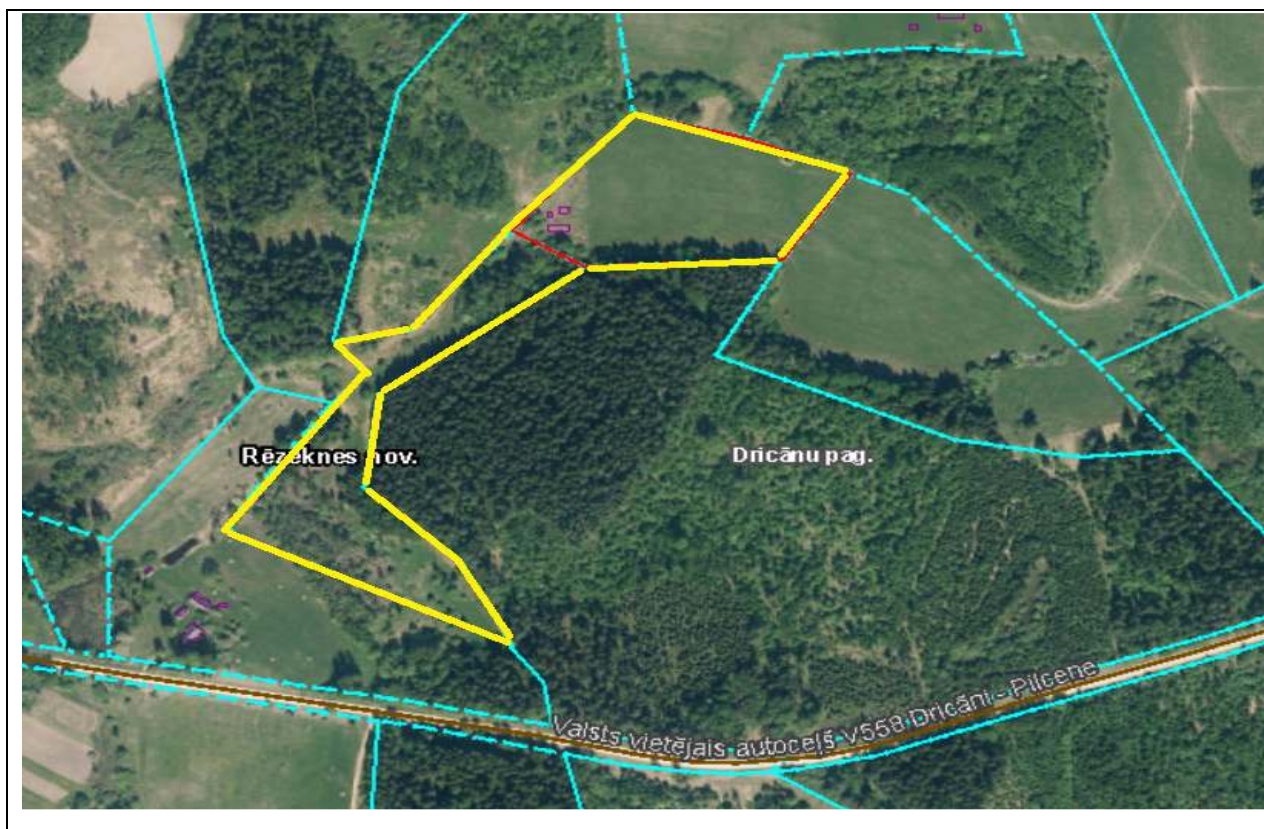 Rēzeknes nov.
Dricānu pag.
Valsts vietējais autoceļš V558 Dricāni - Pilcene